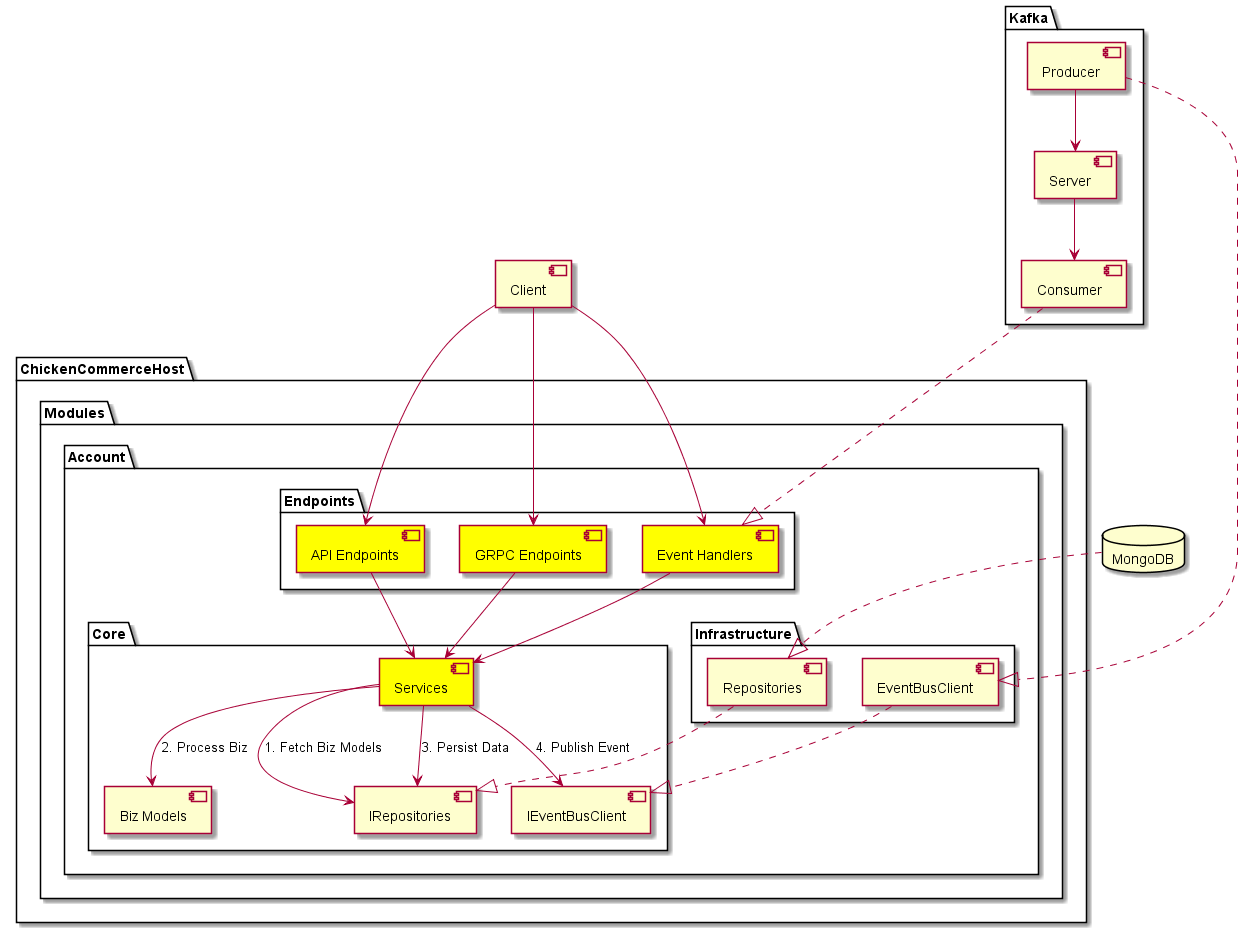 Kafka
Producer
Server
Client
Consumer
ChickenCommerceHost
Modules
Account
Endpoints
API Endpoints
GRPC Endpoints
Event Handlers
MongoDB
Core
Infrastructure
Services
Repositories
EventBusClient
2. Process Biz
1. Fetch Biz Models
3. Persist Data
4. Publish Event
Biz Models
IRepositories
IEventBusClient